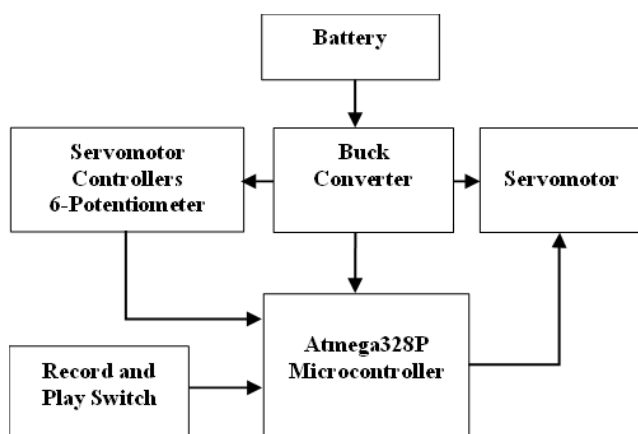 Battery
Servomotor
Controllers
6-Potentiometer
Buck
Converter
Servomotor
Atmega328P
Microcontroller
Record and
Play Switch